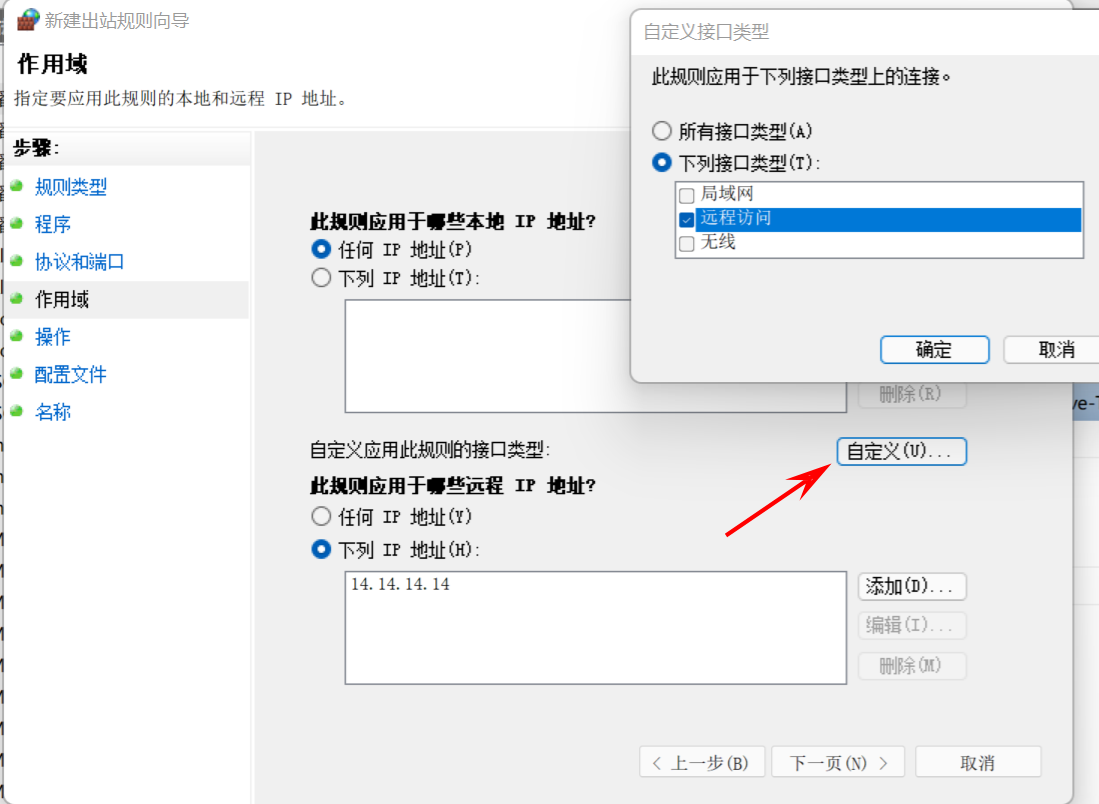 新建出站规则向导
作用域
指定要应用此规则的本地和远程 IP 地址。
步骤:
规则类型
程序
协议和端口
作用域
操作
配置文件
名称
此规则应用于哪些本地 IP 地址?
任何 IP 地址(P)
下列 IP 地址(T):
删除(R)
自定义应用此规则的接口类型:
自定义(U)...
此规则应用于哪些远程 IP 地址?
任何 IP 地址(Y)
下列 IP 地址(H):
14.14.14.14
添加(D)...
编辑(I)...
删除(M)
< 上一步(B)
下一页(N) >
取消
自定义接口类型
此规则应用于下列接口类型上的连接。
所有接口类型(A)
下列接口类型(T):
局域网
远程访问
无线
确定
取消